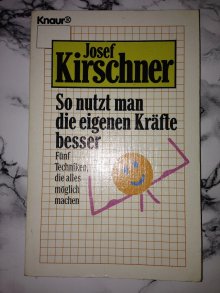 Knaur®
Josef
Kirschner
So nutzt man
die eigenen Kräfte
besser
Fünf
Techniken,
die alles
möglich
machen